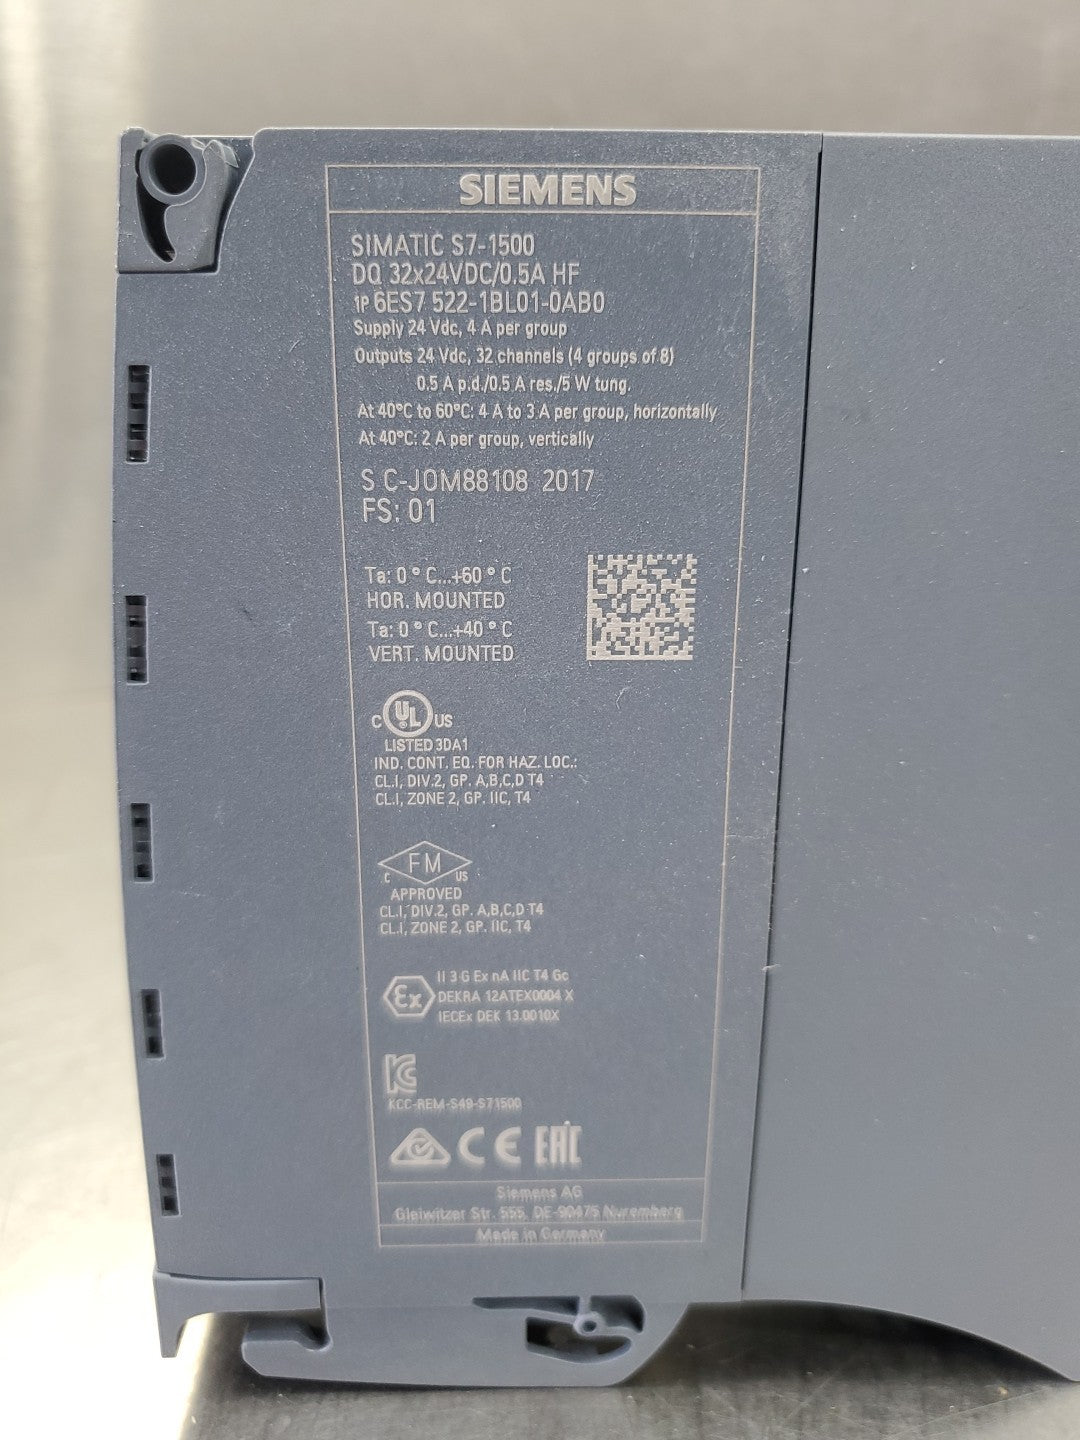 SIEMENS
SIMATIC S7-1500
DQ 32x24VDC/0.5A HF
1P 6ES7 522-1BL01-0AB0
Supply 24 Vdc, 4 A per group
Outputs 24 Vdc, 32 channels (4 groups of 8)
0.5 A p.d./0.5 A res./5 W tung.
At 40°C to 60°C: 4 A to 3 A per group, horizontally
At 40°C: 2 A per group, vertically
S C-J0M88108 2017
FS: 01
Ta: 0 ° C...+60 ° C
HOR. MOUNTED
Ta: 0 ° C...+40 ° C
VERT. MOUNTED
C UL US
LISTED 3DA1
IND. CONT. EQ. FOR HAZ. LOC.:
CL.I, DIV.2, GP. A,B,C,D T4
CL.I, ZONE 2, GP. IIC, T4
FM
C US
APPROVED
CL.I, DIV.2, GP. A,B,C,D T4
CL.I, ZONE 2, GP. IIC, T4
II 3 G Ex nA IIC T4 Gc
Ex DEKRA 12ATEX0004 X
IECEx DEK 13.0010X
KC
KCC-REM-S49-S71500
CE EAC
Siemens AG
Gleiwitzer Str. 555, DE-90475 Nuremberg
Made in Germany